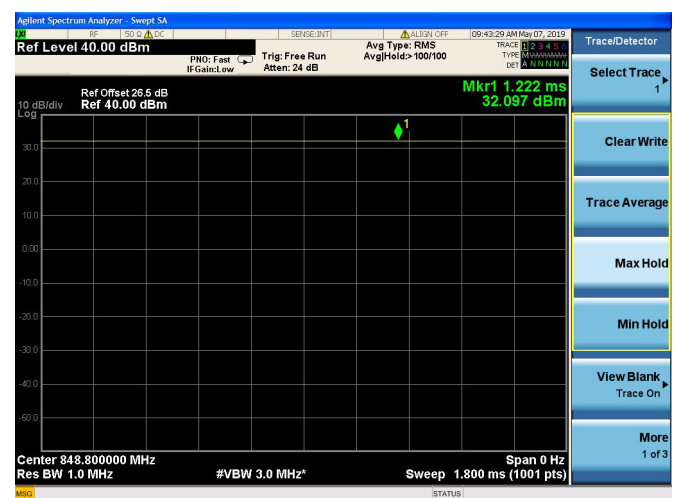 Agilent Spectrum Analyzer - Swept SA
LXI RF 50 Ω DC SENSE:INT ALIGN OFF 09:43:29 AM May 07, 2019
Ref Level 40.00 dBm
PNO: Fast
IFGain:Low
Trig: Free Run
Atten: 24 dB
Avg Type: RMS
Avg|Hold:>100/100
TRACE 1 2 3 4 5 6
TYPE M
DET A N N N N N
Ref Offset 26.5 dB
10 dB/div Ref 40.00 dBm
Log
Mkr1 1.222 ms
32.097 dBm
1
30.0
20.0
10.0
0.00
-10.0
-20.0
-30.0
-40.0
-50.0
Center 848.800000 MHz Span 0 Hz
Res BW 1.0 MHz #VBW 3.0 MHz* Sweep 1.800 ms (1001 pts)
MSG STATUS
Trace/Detector
Select Trace
1
Clear Write
Trace Average
Max Hold
Min Hold
View Blank
Trace On
More
1 of 3